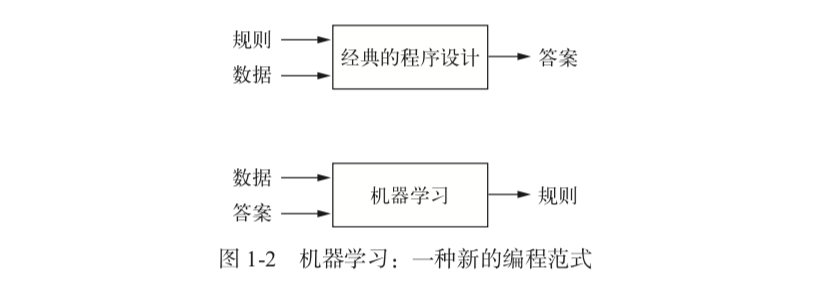 规则
数据
经典的程序设计
答案
数据
答案
机器学习
规则
图 1-2 机器学习：一种新的编程范式